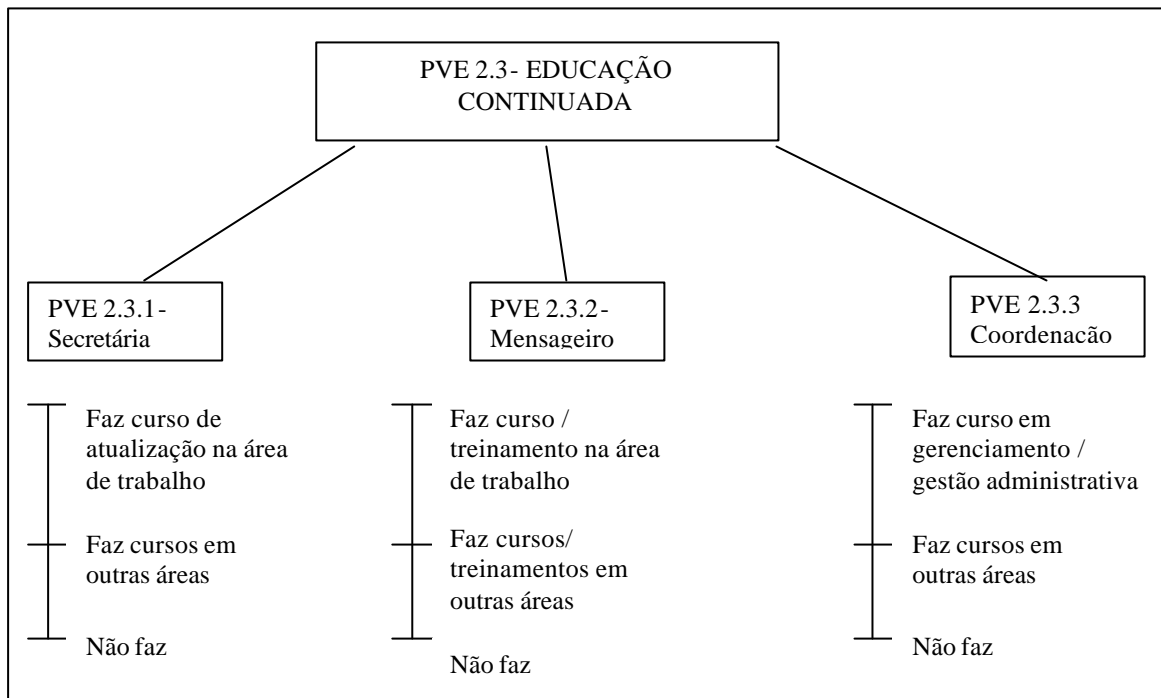 PVE 2.3- EDUCAÇÃO
CONTINUADA
PVE 2.3.1-
Secretária
PVE 2.3.2-
Mensageiro
PVE 2.3.3
Coordenacão
Faz curso de
atualização na área
de trabalho
Faz cursos em
outras áreas
Não faz
Faz curso /
treinamento na área
de trabalho
Faz cursos/
treinamentos em
outras áreas
Não faz
Faz curso em
gerenciamento /
gestão administrativa
Faz cursos em
outras áreas
Não faz